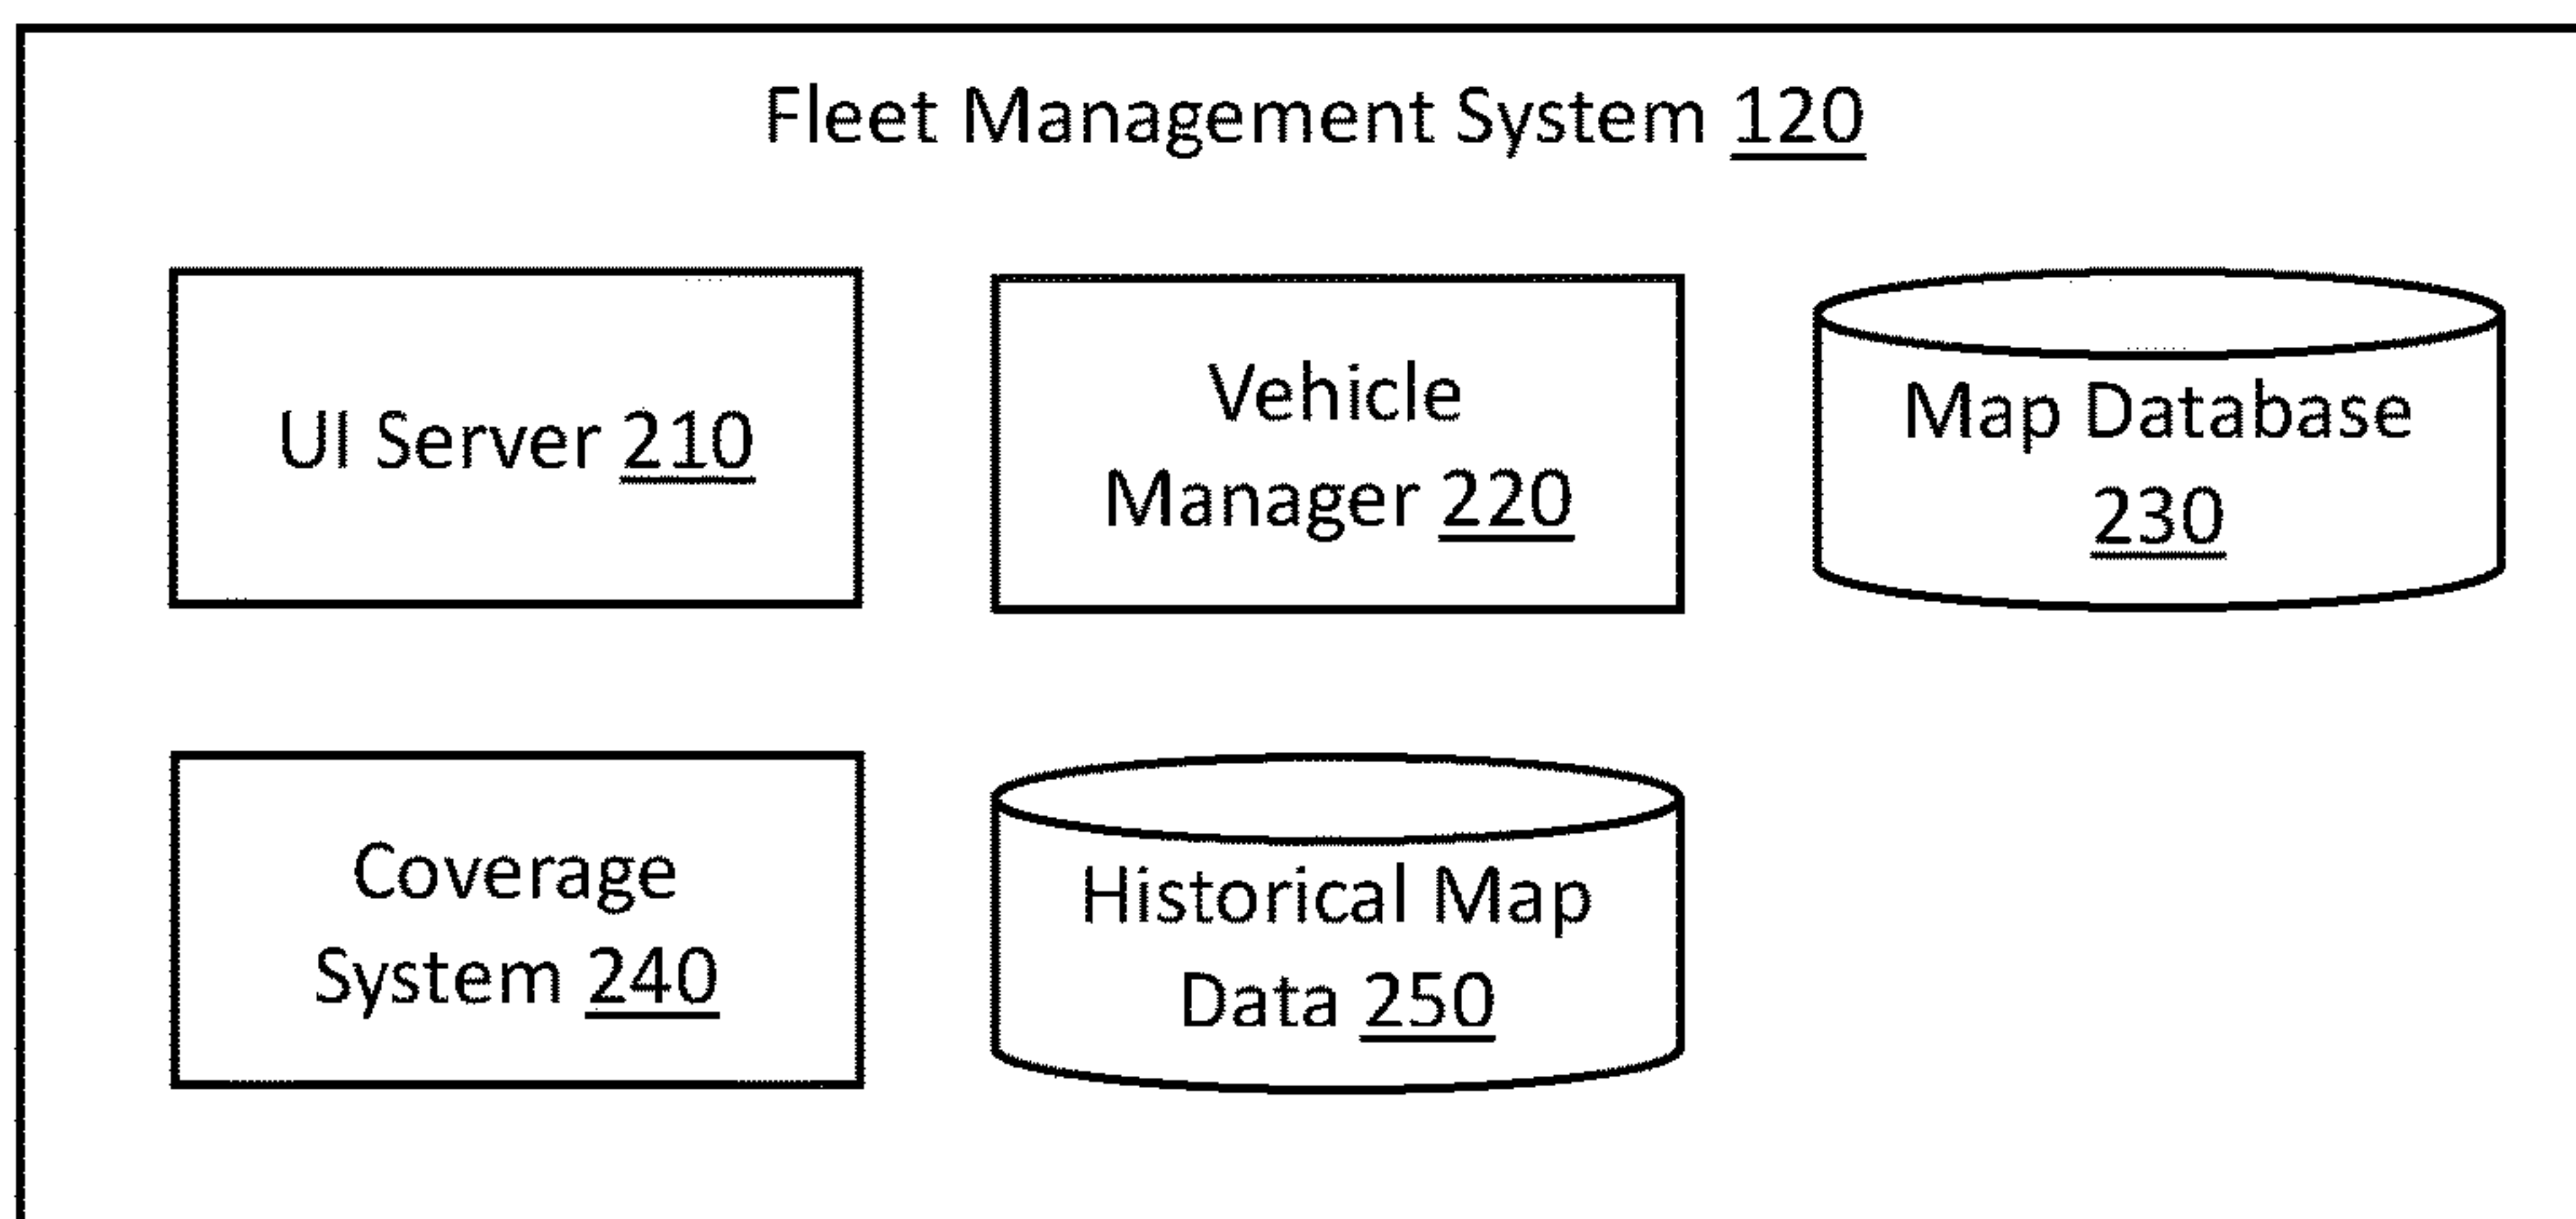 Fleet Management System 120
UI Server 210
Vehicle
Manager 220
Map Database
230
Coverage
System 240
Historical Map
Data 250